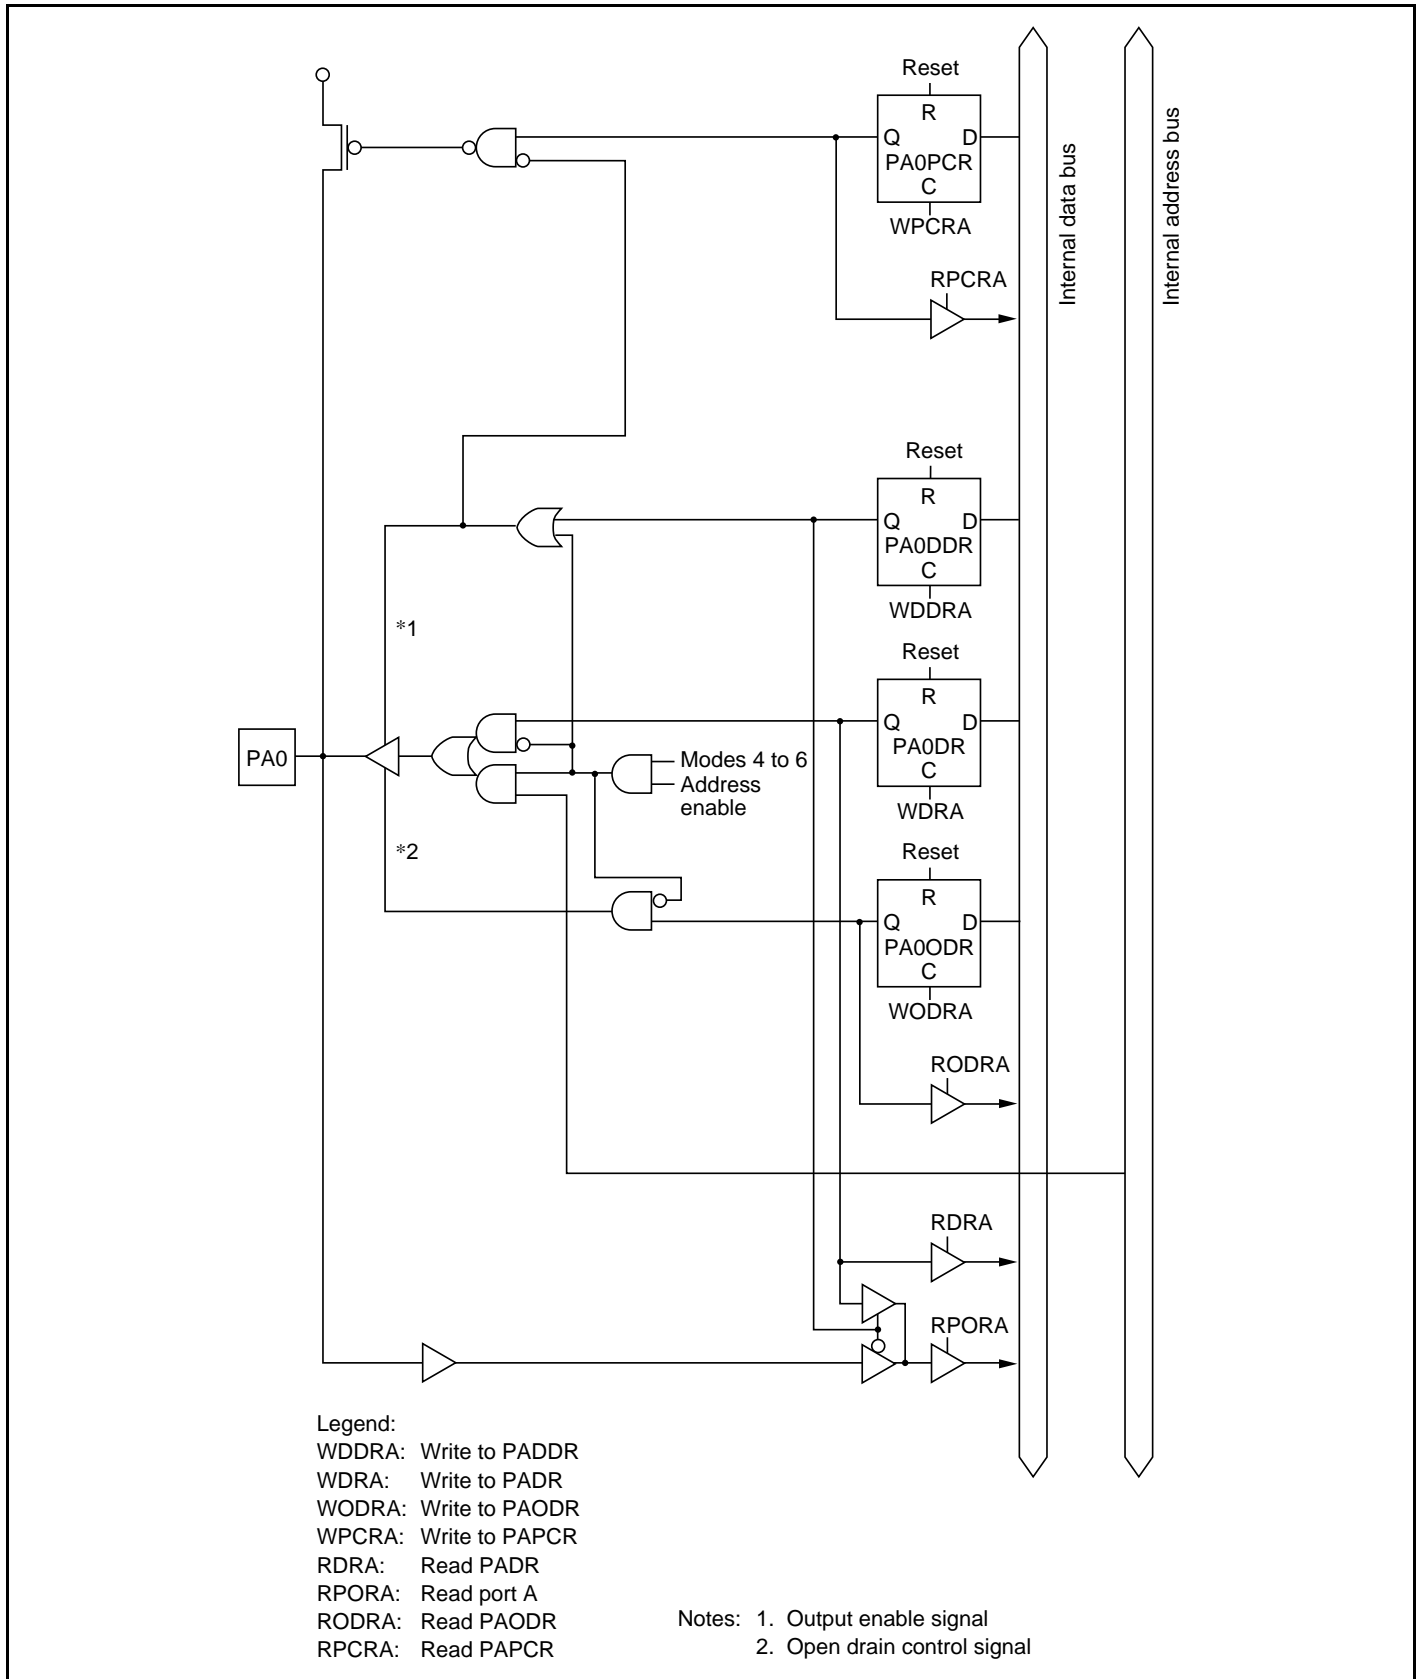 Reset
R
Q D
PA0PCR
C
WPCRA
RPCRA
Internal data bus
Internal address bus
Reset
R
Q D
PA0DDR
C
WDDRA
*1
Reset
R
Q D
PA0DR
C
WDRA
PA0
Modes 4 to 6
Address
enable
*2
Reset
R
Q D
PA0ODR
C
WODRA
RODRA
RDRA
RPORA
Legend:
WDDRA: Write to PADDR
WDRA: Write to PADR
WODRA: Write to PAODR
WPCRA: Write to PAPCR
RDRA: Read PADR
RPORA: Read port A
RODRA: Read PAODR
RPCRA: Read PAPCR
Notes: 1. Output enable signal
2. Open drain control signal